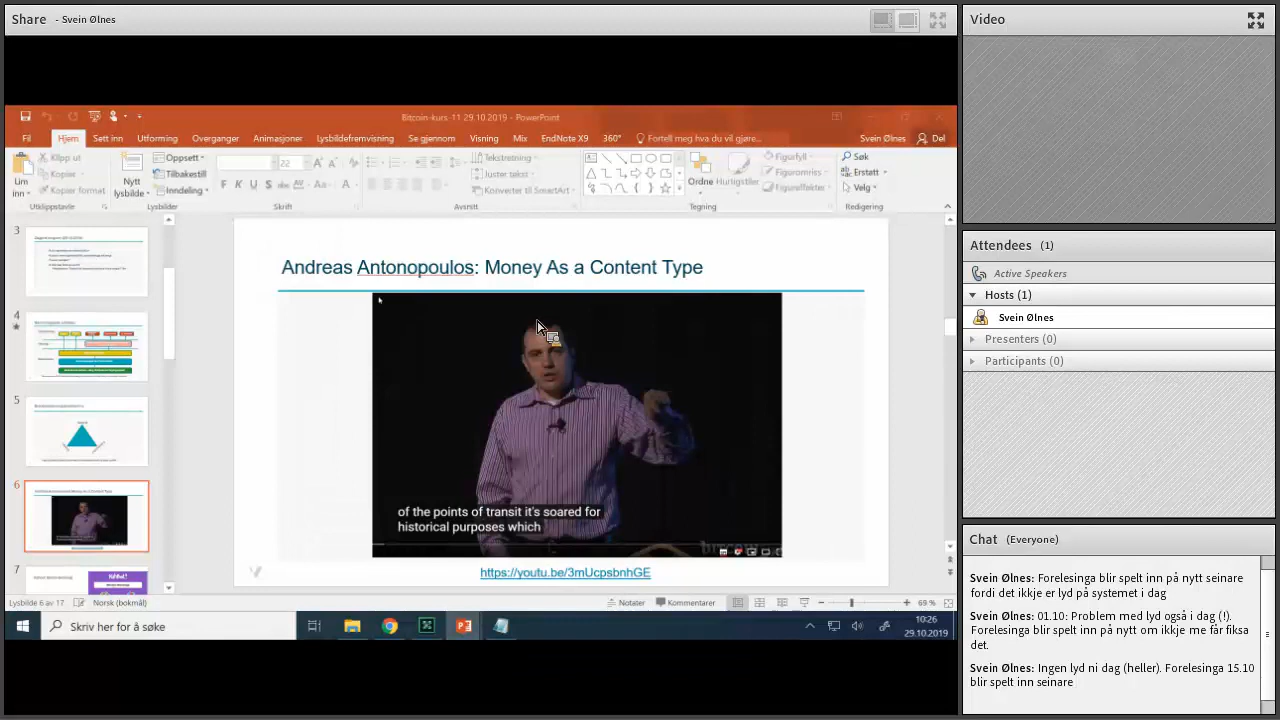 Share - Svein Ølnes
Video
Bitcoin-kurs-11 29.10 2019 - PowerPoint
Fil Hjem Sett inn Utforming Overganger Animasjoner Lysbildefremvisning Se gjennom Visning Mix EndNote X9 360° Fortell meg hva du vil gjøre... Svein Ølnes Del
Lim inn
Klipp ut
Kopier
Kopier format
Utklippstavle
Nytt lysbilde
Oppsett
Tilbakestill
Inndeling
Lysbilder
22
F K U S abc AV Aa A
Skrift
Tekstretning
Juster tekst
Konverter til SmartArt
Avsnitt
Ordne
Hurtigstiler
Figurfyll
Figuromriss
Figureffekter
Tegning
Søk
Erstatt
Velg
Redigering
3
4
5
6
7
Andreas Antonopoulos: Money As a Content Type
of the points of transit it's soared for
historical purposes which
https://youtu.be/3mUcpsbnhGE
Lysbilde 6 av 17 Norsk (bokmål) Notater Kommentarer 69 %
Skriv her for å søke
10:26
29.10.2019
Attendees (1)
Active Speakers
Hosts (1)
Svein Ølnes
Presenters (0)
Participants (0)
Chat (Everyone)
Svein Ølnes: Forelesinga blir spelt inn på nytt seinare
fordi det ikkje er lyd på systemet i dag
Svein Ølnes: 01.10: Problem med lyd også i dag (!).
Forelesinga blir spelt inn på nytt om ikkje me får fiksa
det.
Svein Ølnes: Ingen lyd ni dag (heller). Forelesinga 15.10
blir spelt inn seinare